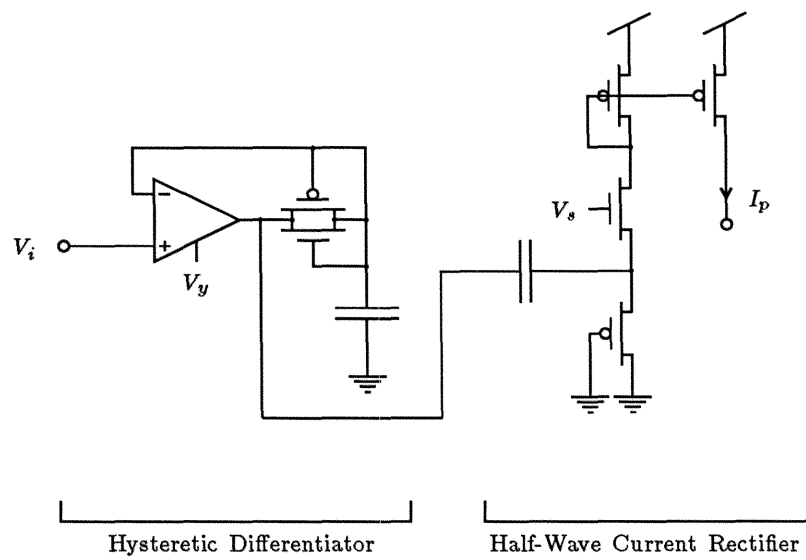 V_s
I_p
−
V_i
+
V_y
Hysteretic Differentiator
Half-Wave Current Rectifier